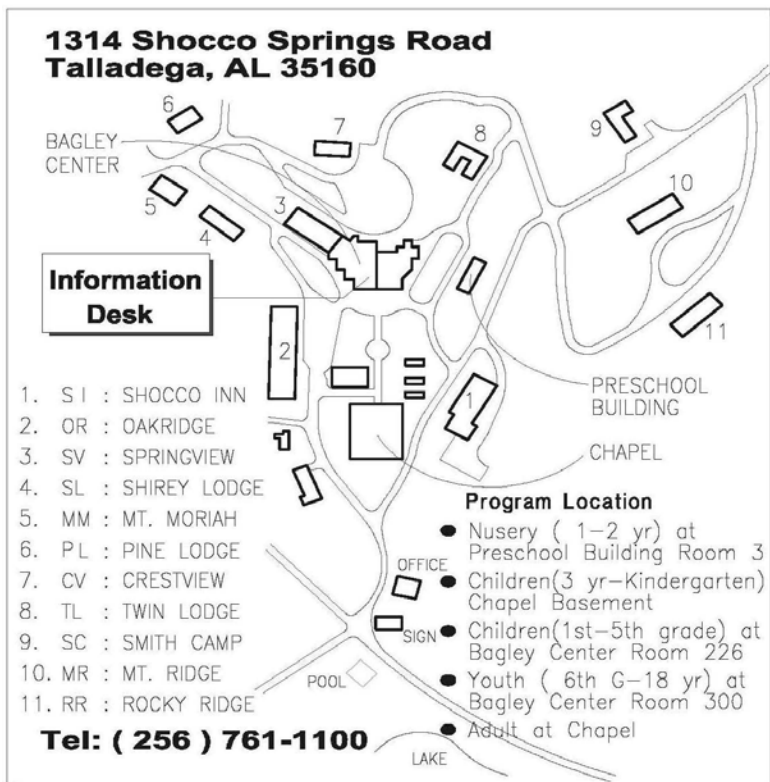 1314 Shocco Springs Road
Talladega, AL 35160
6
7
8
9
BAGLEY
CENTER
5
4
3
10
Information
Desk
2
11
1
PRESCHOOL
BUILDING
CHAPEL
1. S I : SHOCCO INN
2. OR : OAKRIDGE
3. SV : SPRINGVIEW
4. SL : SHIREY LODGE
5. MM : MT. MORIAH
6. PL : PINE LODGE
7. CV : CRESTVIEW
8. TL : TWIN LODGE
9. SC : SMITH CAMP
10. MR : MT. RIDGE
11. RR : ROCKY RIDGE
Tel: ( 256 ) 761-1100
OFFICE
SIGN
POOL
LAKE
Program Location
● Nusery ( 1-2 yr) at
Preschool Building Room 3
● Children(3 yr-Kindergarten)
Chapel Basement
● Children(1st-5th grade) at
Bagley Center Room 226
● Youth ( 6th G-18 yr) at
Bagley Center Room 300
● Adult at Chapel